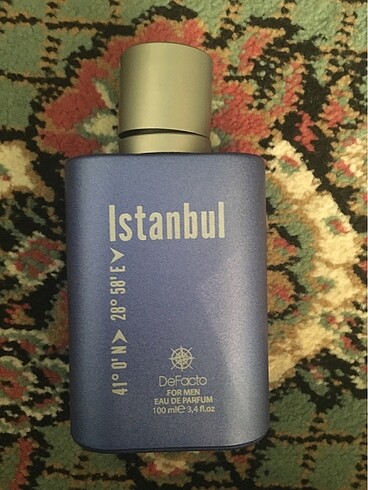 Istanbul
41° 0' N 28° 58' E
DeFacto
FOR MEN
EAU DE PARFUM
100 ml℮ 3,4 fl.oz